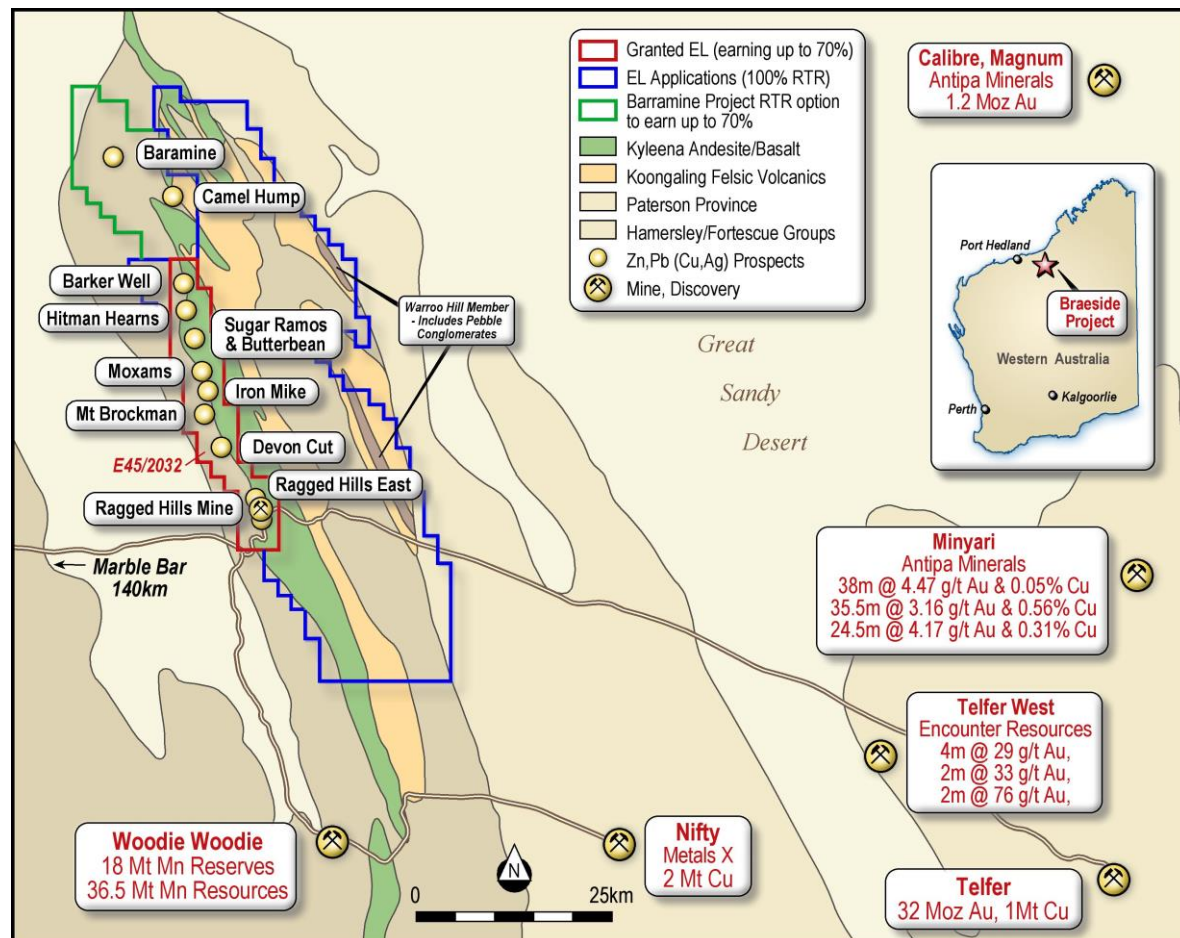 Granted EL (earning up to 70%)
EL Applications (100% RTR)
Barramine Project RTR option
to earn up to 70%
Kyleena Andesite/Basalt
Koongaling Felsic Volcanics
Paterson Province
Hamersley/Fortescue Groups
Zn,Pb (Cu,Ag) Prospects
Mine, Discovery
Calibre, Magnum
Antipa Minerals
1.2 Moz Au
Baramine
Camel Hump
Barker Well
Hitman Hearns
Sugar Ramos
& Butterbean
Moxams
Iron Mike
Mt Brockman
Devon Cut
E45/2032
Ragged Hills East
Ragged Hills Mine
Warroo Hill Member
- Includes Pebble
Conglomerates
Marble Bar
140km
Great
Sandy
Desert
Port Hedland
Braeside
Project
Western Australia
Kalgoorlie
Perth
Minyari
Antipa Minerals
38m @ 4.47 g/t Au & 0.05% Cu
35.5m @ 3.16 g/t Au & 0.56% Cu
24.5m @ 4.17 g/t Au & 0.31% Cu
Telfer West
Encounter Resources
4m @ 29 g/t Au,
2m @ 33 g/t Au,
2m @ 76 g/t Au,
Woodie Woodie
18 Mt Mn Reserves
36.5 Mt Mn Resources
Nifty
Metals X
2 Mt Cu
Telfer
32 Moz Au, 1Mt Cu
N
0 25km